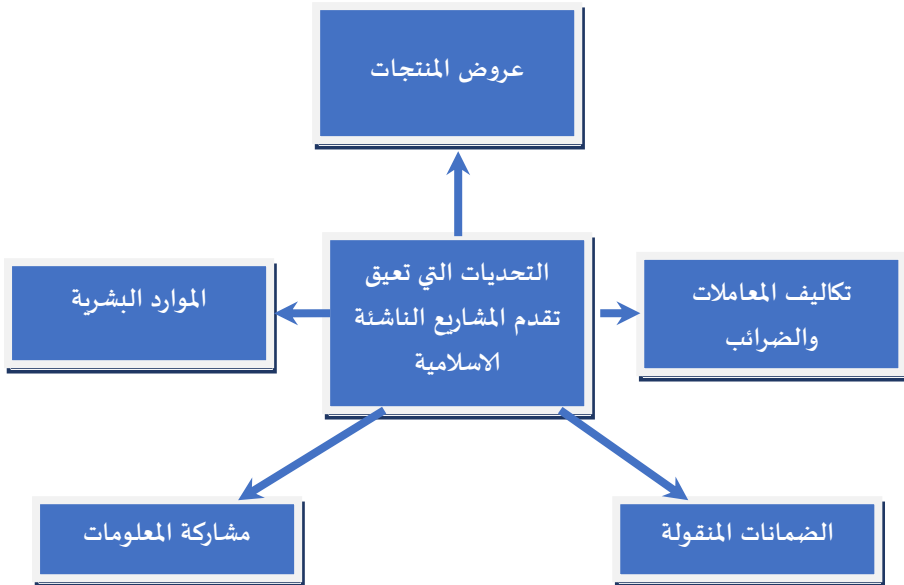 عروض المنتجات
التحديات التي تعيق
تقدم المشاريع الناشئة
الاسلامية
تكاليف المعاملات
والضرائب
الموارد البشرية
الضمانات المنقولة
مشاركة المعلومات